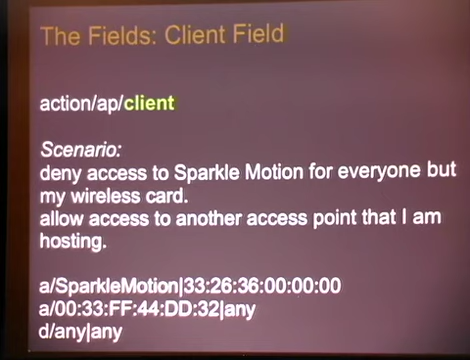 The Fields: Client Field
action/ap/client
Scenario:
deny access to Sparkle Motion for everyone but
my wireless card.
allow access to another access point that I am
hosting.
a/SparkleMotion|33:26:36:00:00:00
a/00:33:FF:44:DD:32|any
d/any|any